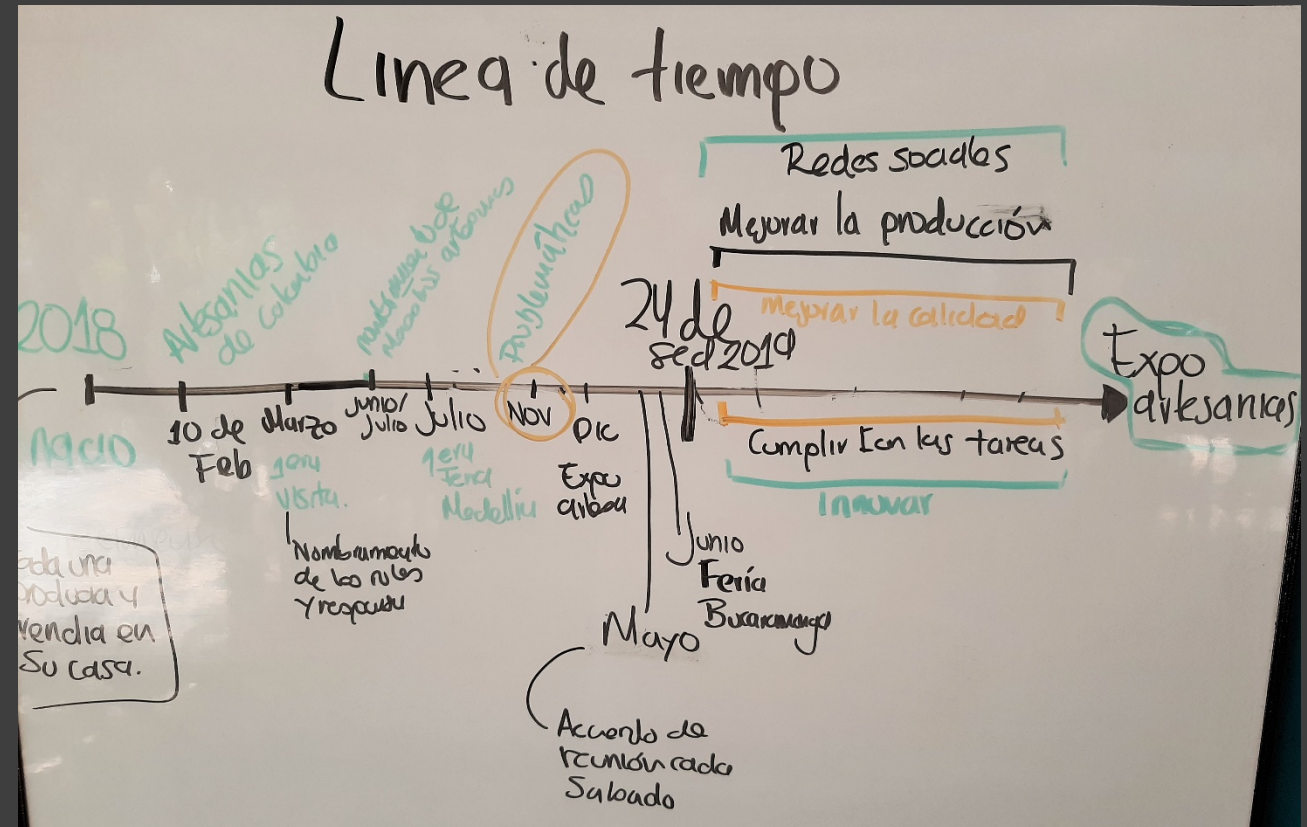 Linea de tiempo
Redes sociales
Mejorar la producción
Mejorar la calidad
24 de
sep 2019
2018
Artesanías
de Colombia
artesanos
Problemáticas
nació
10 de
Feb
Marzo
1era
visita.
Nombramiento
de los roles
y
Junio/
Julio
Julio
1era
Feria
Medellín
Nov
Dic
Expo
Mayo
Acuerdo de
reunión cada
Sabado
Junio
Feria
Bucaramanga
Cumplir con las tareas
Innovar
Expo
artesanías
cada una
producía y
vendía en
Su casa.